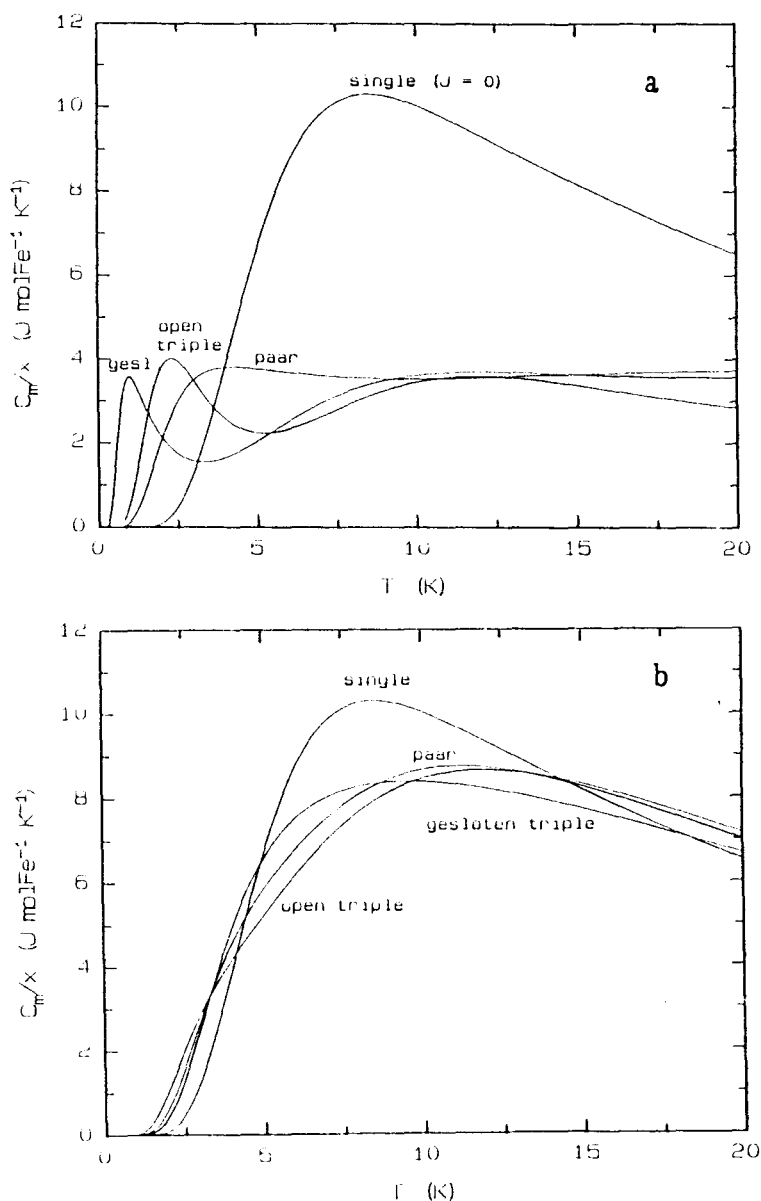 12
10
8
6
4
2
0
C_m/x (J molFe⁻¹ K⁻¹)
single (J = 0)
a
open
triple
gesl
paar
0
5
10
15
20
T (K)
12
10
8
6
4
2
0
C_m/x (J molFe⁻¹ K⁻¹)
single
b
paar
gesloten triple
open triple
0
5
10
15
20
T (K)